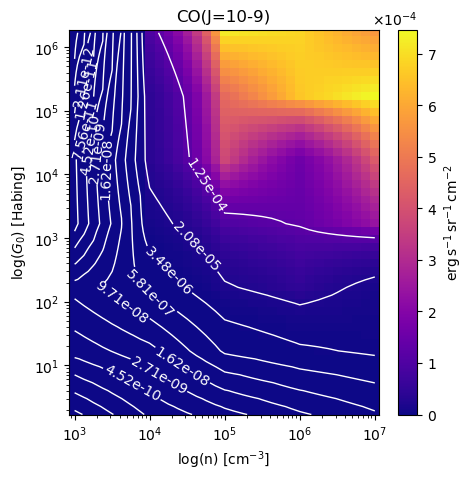 CO(J=10-9)
×10⁻⁴
10⁶
10⁵
10⁴
10³
10²
10¹
log(G₀) [Habing]
10³
10⁴
10⁵
10⁶
10⁷
log(n) [cm⁻³]
2.71e-09
1.62e-08
1.25e-04
2.08e-05
3.48e-06
5.81e-07
9.71e-08
1.62e-08
2.71e-09
4.52e-10
7
6
5
4
3
2
1
0
erg s⁻¹ sr⁻¹ cm⁻²